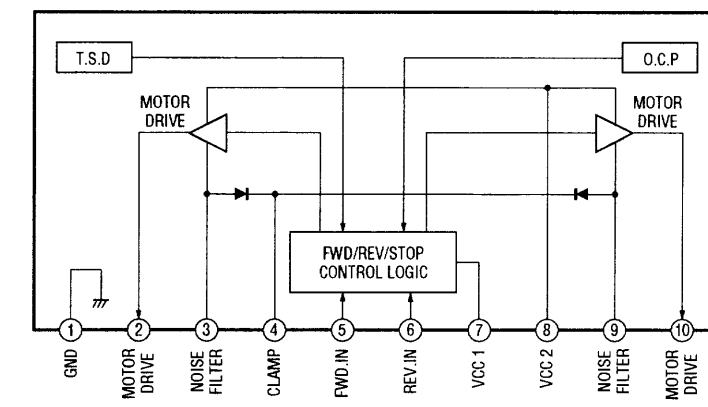 T.S.D
O.C.P
MOTOR
DRIVE
MOTOR
DRIVE
FWD/REV/STOP
CONTROL LOGIC
1
2
3
4
5
6
7
8
9
10
GND
MOTOR
DRIVE
NOISE
FILTER
CLAMP
FWD.IN
REV.IN
VCC 1
VCC 2
NOISE
FILTER
MOTOR
DRIVE